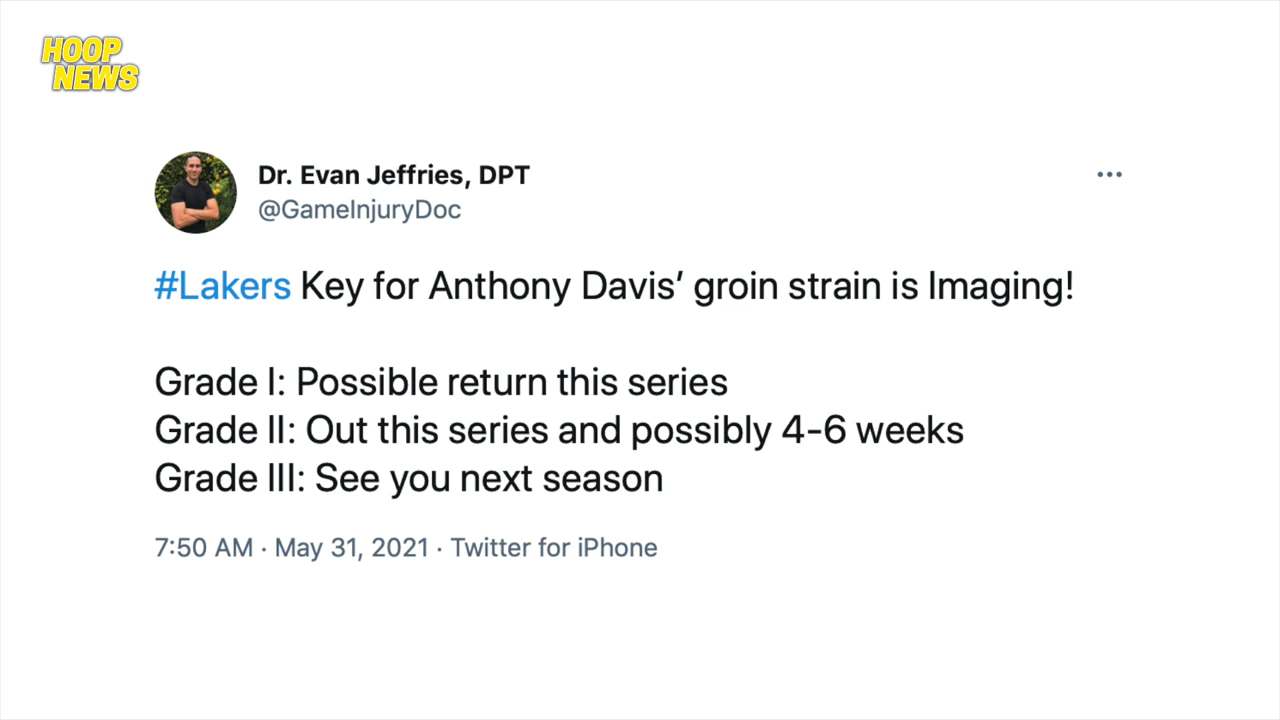 HOOP
NEWS
Dr. Evan Jeffries, DPT
@GameInjuryDoc
#Lakers Key for Anthony Davis’ groin strain is Imaging!
Grade I: Possible return this series
Grade II: Out this series and possibly 4-6 weeks
Grade III: See you next season
7:50 AM · May 31, 2021 · Twitter for iPhone